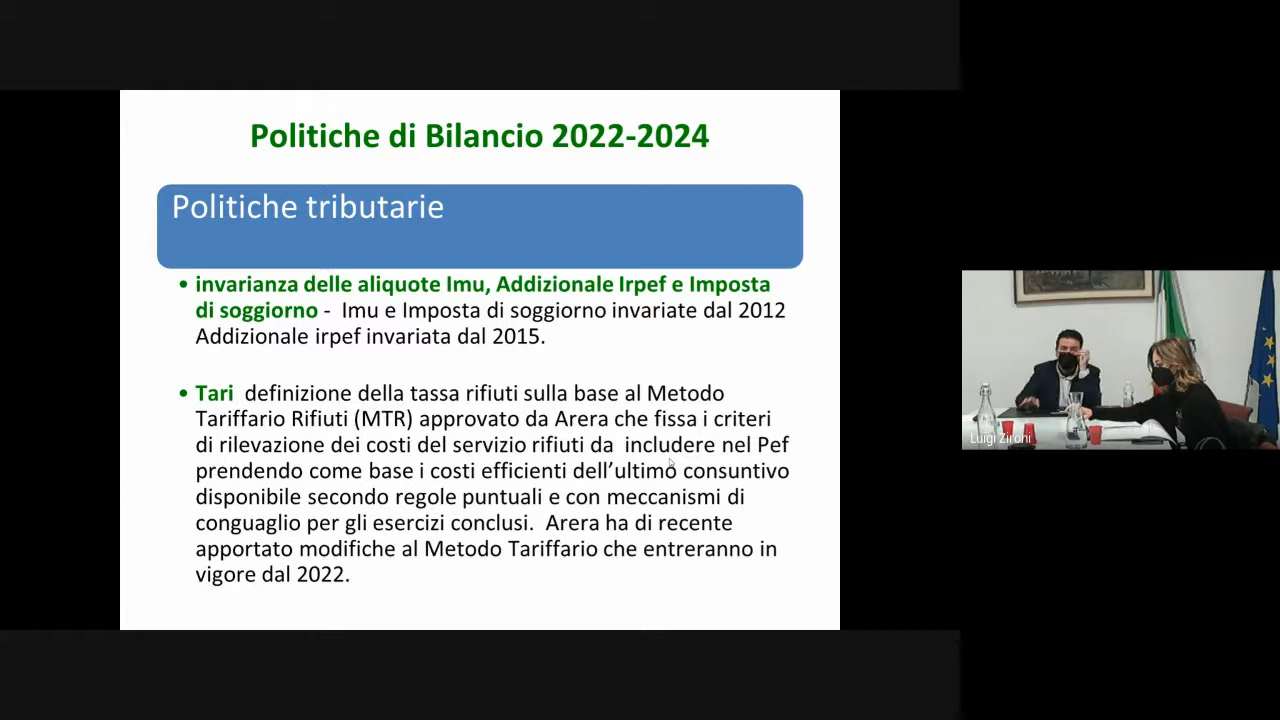 Politiche di Bilancio 2022-2024
Politiche tributarie
• invarianza delle aliquote Imu, Addizionale Irpef e Imposta
di soggiorno - Imu e Imposta di soggiorno invariate dal 2012
Addizionale irpef invariata dal 2015.
• Tari definizione della tassa rifiuti sulla base al Metodo
Tariffario Rifiuti (MTR) approvato da Arera che fissa i criteri
di rilevazione dei costi del servizio rifiuti da includere nel Pef
prendendo come base i costi efficienti dell’ultimo consuntivo
disponibile secondo regole puntuali e con meccanismi di
conguaglio per gli esercizi conclusi. Arera ha di recente
apportato modifiche al Metodo Tariffario che entreranno in
vigore dal 2022.
Luigi Zironi